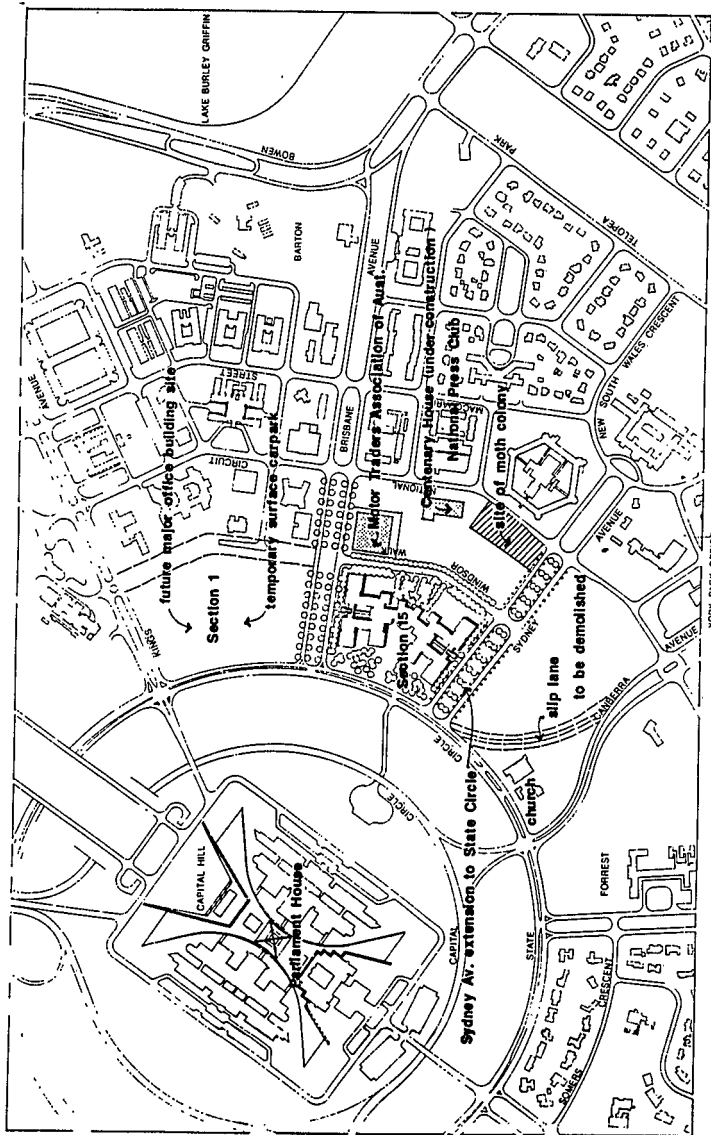 LAKE BURLEY GRIFFIN
BOWEN
PARK
TELOPEA
BARTON
AVENUE
AVENUE
STREET
future major office building site
temporary surface carpark
CIRCUIT
BRISBANE
Motor Traders Association of Aust.
Centenary House (under construction)
National Press Club
MACQUARIE
NATIONAL
site of moth colony
NEW SOUTH WALES CRESCENT
KINGS
Section 1
WALK
WINDSOR
Section 15
SYDNEY
AVENUE
slip lane
to be demolished
CANBERRA
AVENUE
CIRCLE
Sydney Av. extension to State Circle
church
CAPITAL HILL
Parliament House
CIRCLE
CAPITAL
STATE
FORREST
CRESCENT
SOMERS